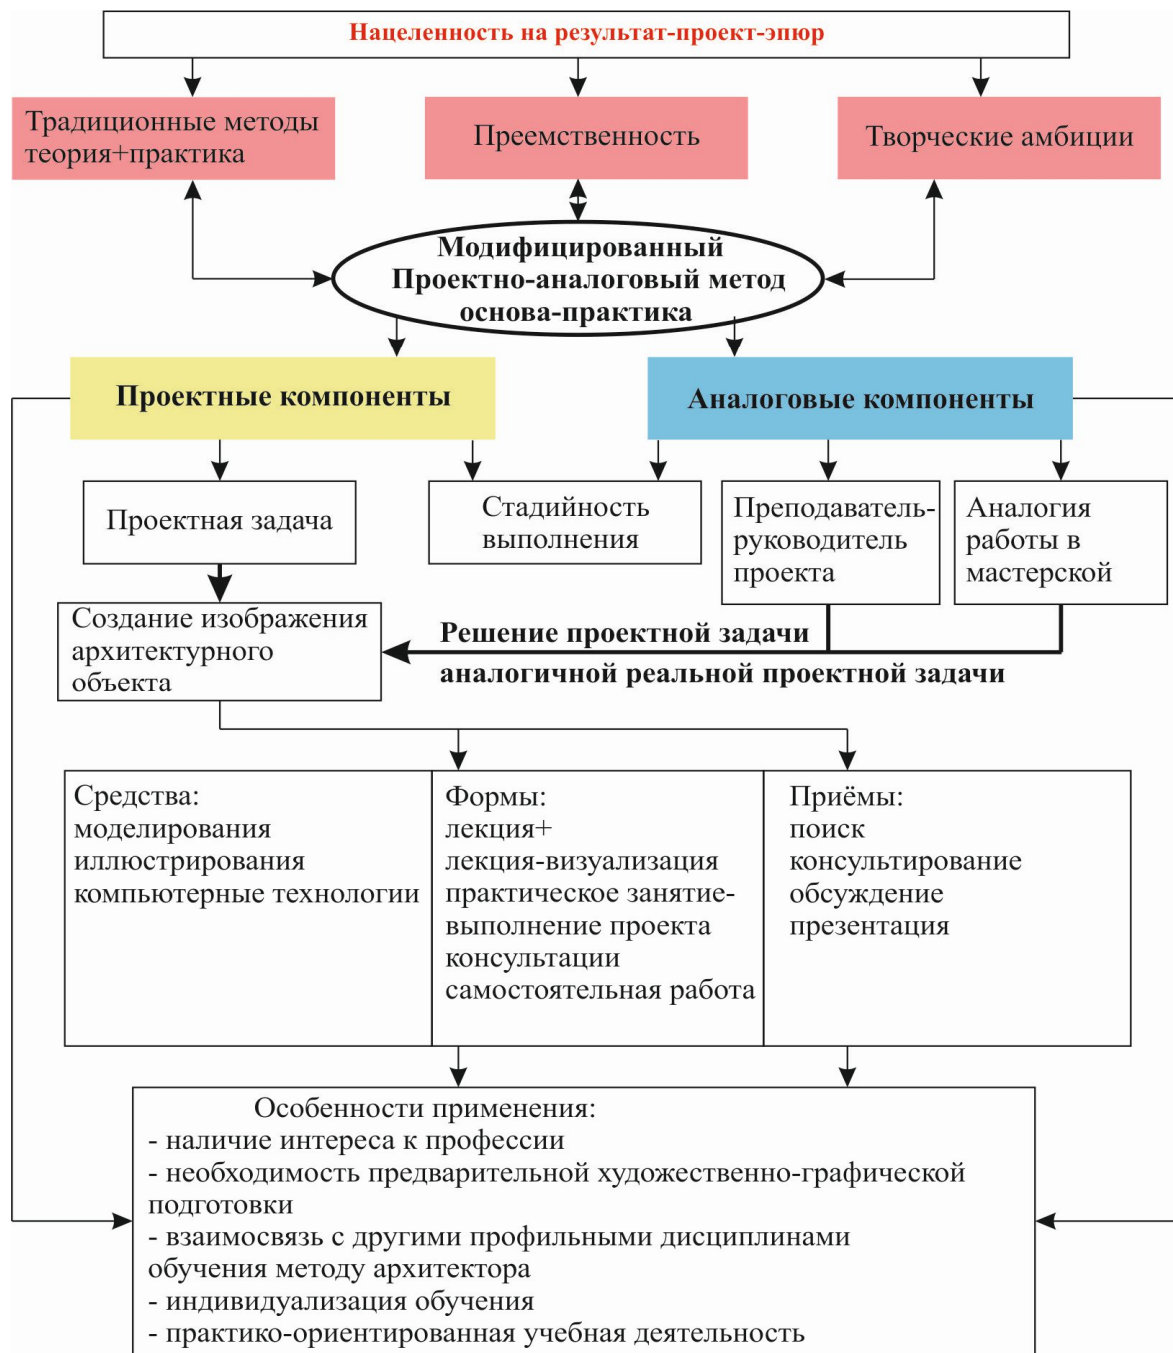 Нацеленность на результат-проект-эпюр
Традиционные методы
теория+практика
Преемственность
Творческие амбиции
Модифицированный
Проектно-аналоговый метод
основа-практика
Проектные компоненты
Аналоговые компоненты
Проектная задача
Стадийность
выполнения
Преподаватель-
руководитель
проекта
Аналогия
работы в
мастерской
Создание изображения
архитектурного
объекта
Решение проектной задачи
аналогичной реальной проектной задачи
Средства:
моделирования
иллюстрирования
компьютерные технологии
Формы:
лекция+
лекция-визуализация
практическое занятие-
выполнение проекта
консультации
самостоятельная работа
Приёмы:
поиск
консультирование
обсуждение
презентация
Особенности применения:
- наличие интереса к профессии
- необходимость предварительной художественно-графической
подготовки
- взаимосвязь с другими профильными дисциплинами
обучения методу архитектора
- индивидуализация обучения
- практико-ориентированная учебная деятельность